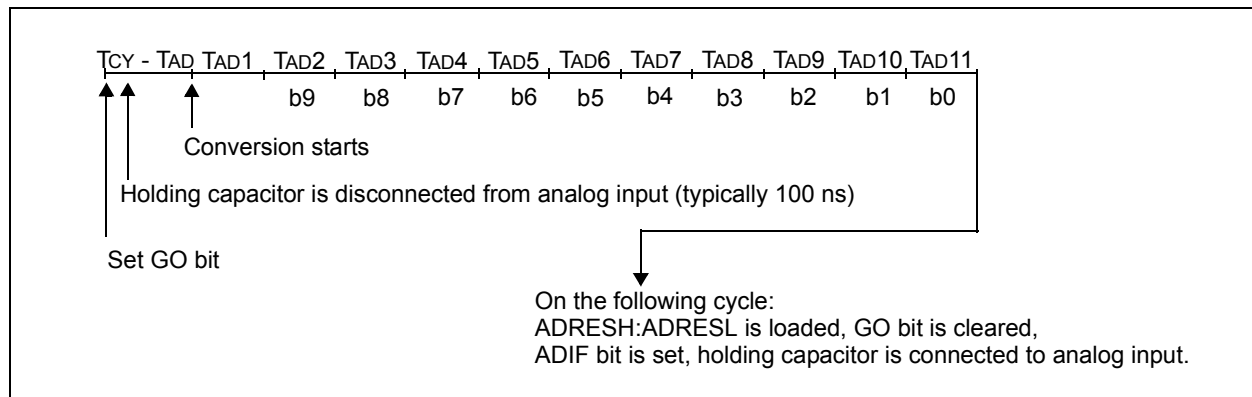 TCY - TAD TAD1 TAD2 TAD3 TAD4 TAD5 TAD6 TAD7 TAD8 TAD9 TAD10 TAD11
b9 b8 b7 b6 b5 b4 b3 b2 b1 b0
Conversion starts
Holding capacitor is disconnected from analog input (typically 100 ns)
Set GO bit
On the following cycle:
ADRESH:ADRESL is loaded, GO bit is cleared,
ADIF bit is set, holding capacitor is connected to analog input.